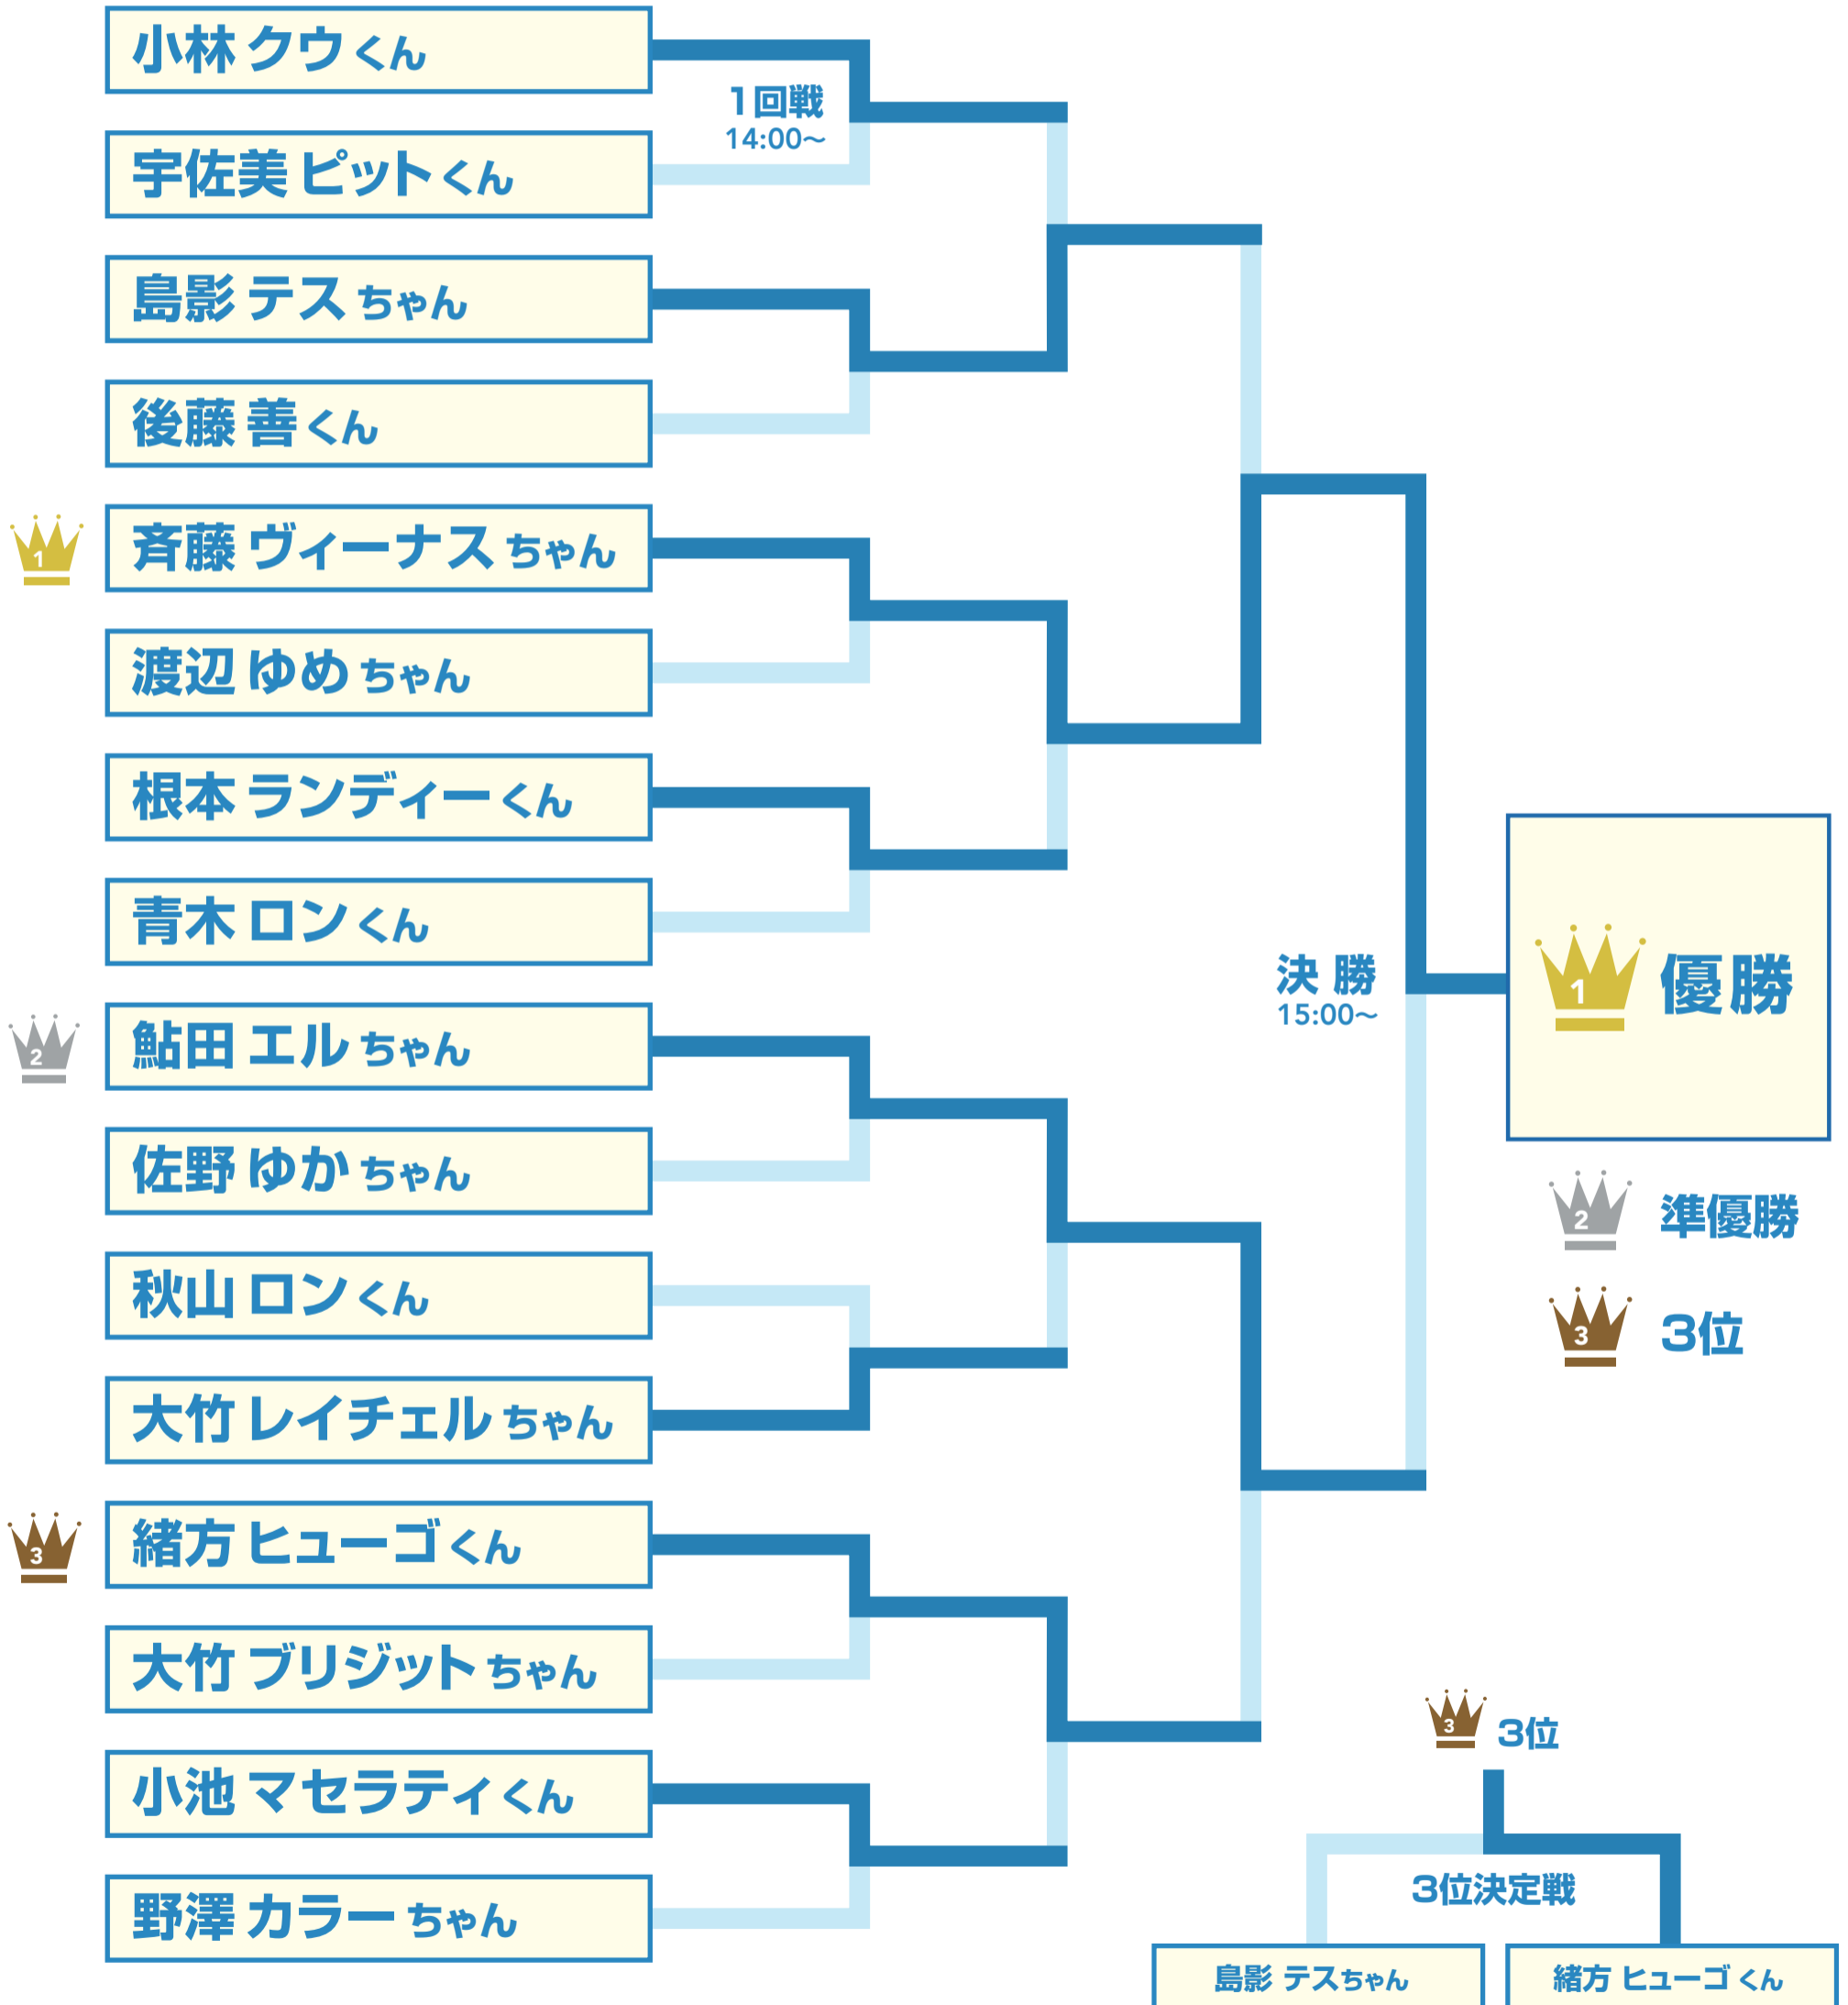 小林 クウ くん
1回戦
14:00〜
宇佐美 ピット くん
島影 テス ちゃん
後藤 善 くん
1
斉藤 ヴィーナス ちゃん
渡辺 ゆめ ちゃん
根本 ランディー くん
青木 ロン くん
決 勝
15:00〜
1 優勝
2
鮎田 エル ちゃん
佐野 ゆか ちゃん
2 準優勝
秋山 ロン くん
3 3位
大竹 レイチェル ちゃん
3
緒方 ヒューゴ くん
大竹 ブリジット ちゃん
3 3位
小池 マセラティ くん
3位決定戦
野澤 カラー ちゃん
島影 テスちゃん
緒方 ヒューゴ くん